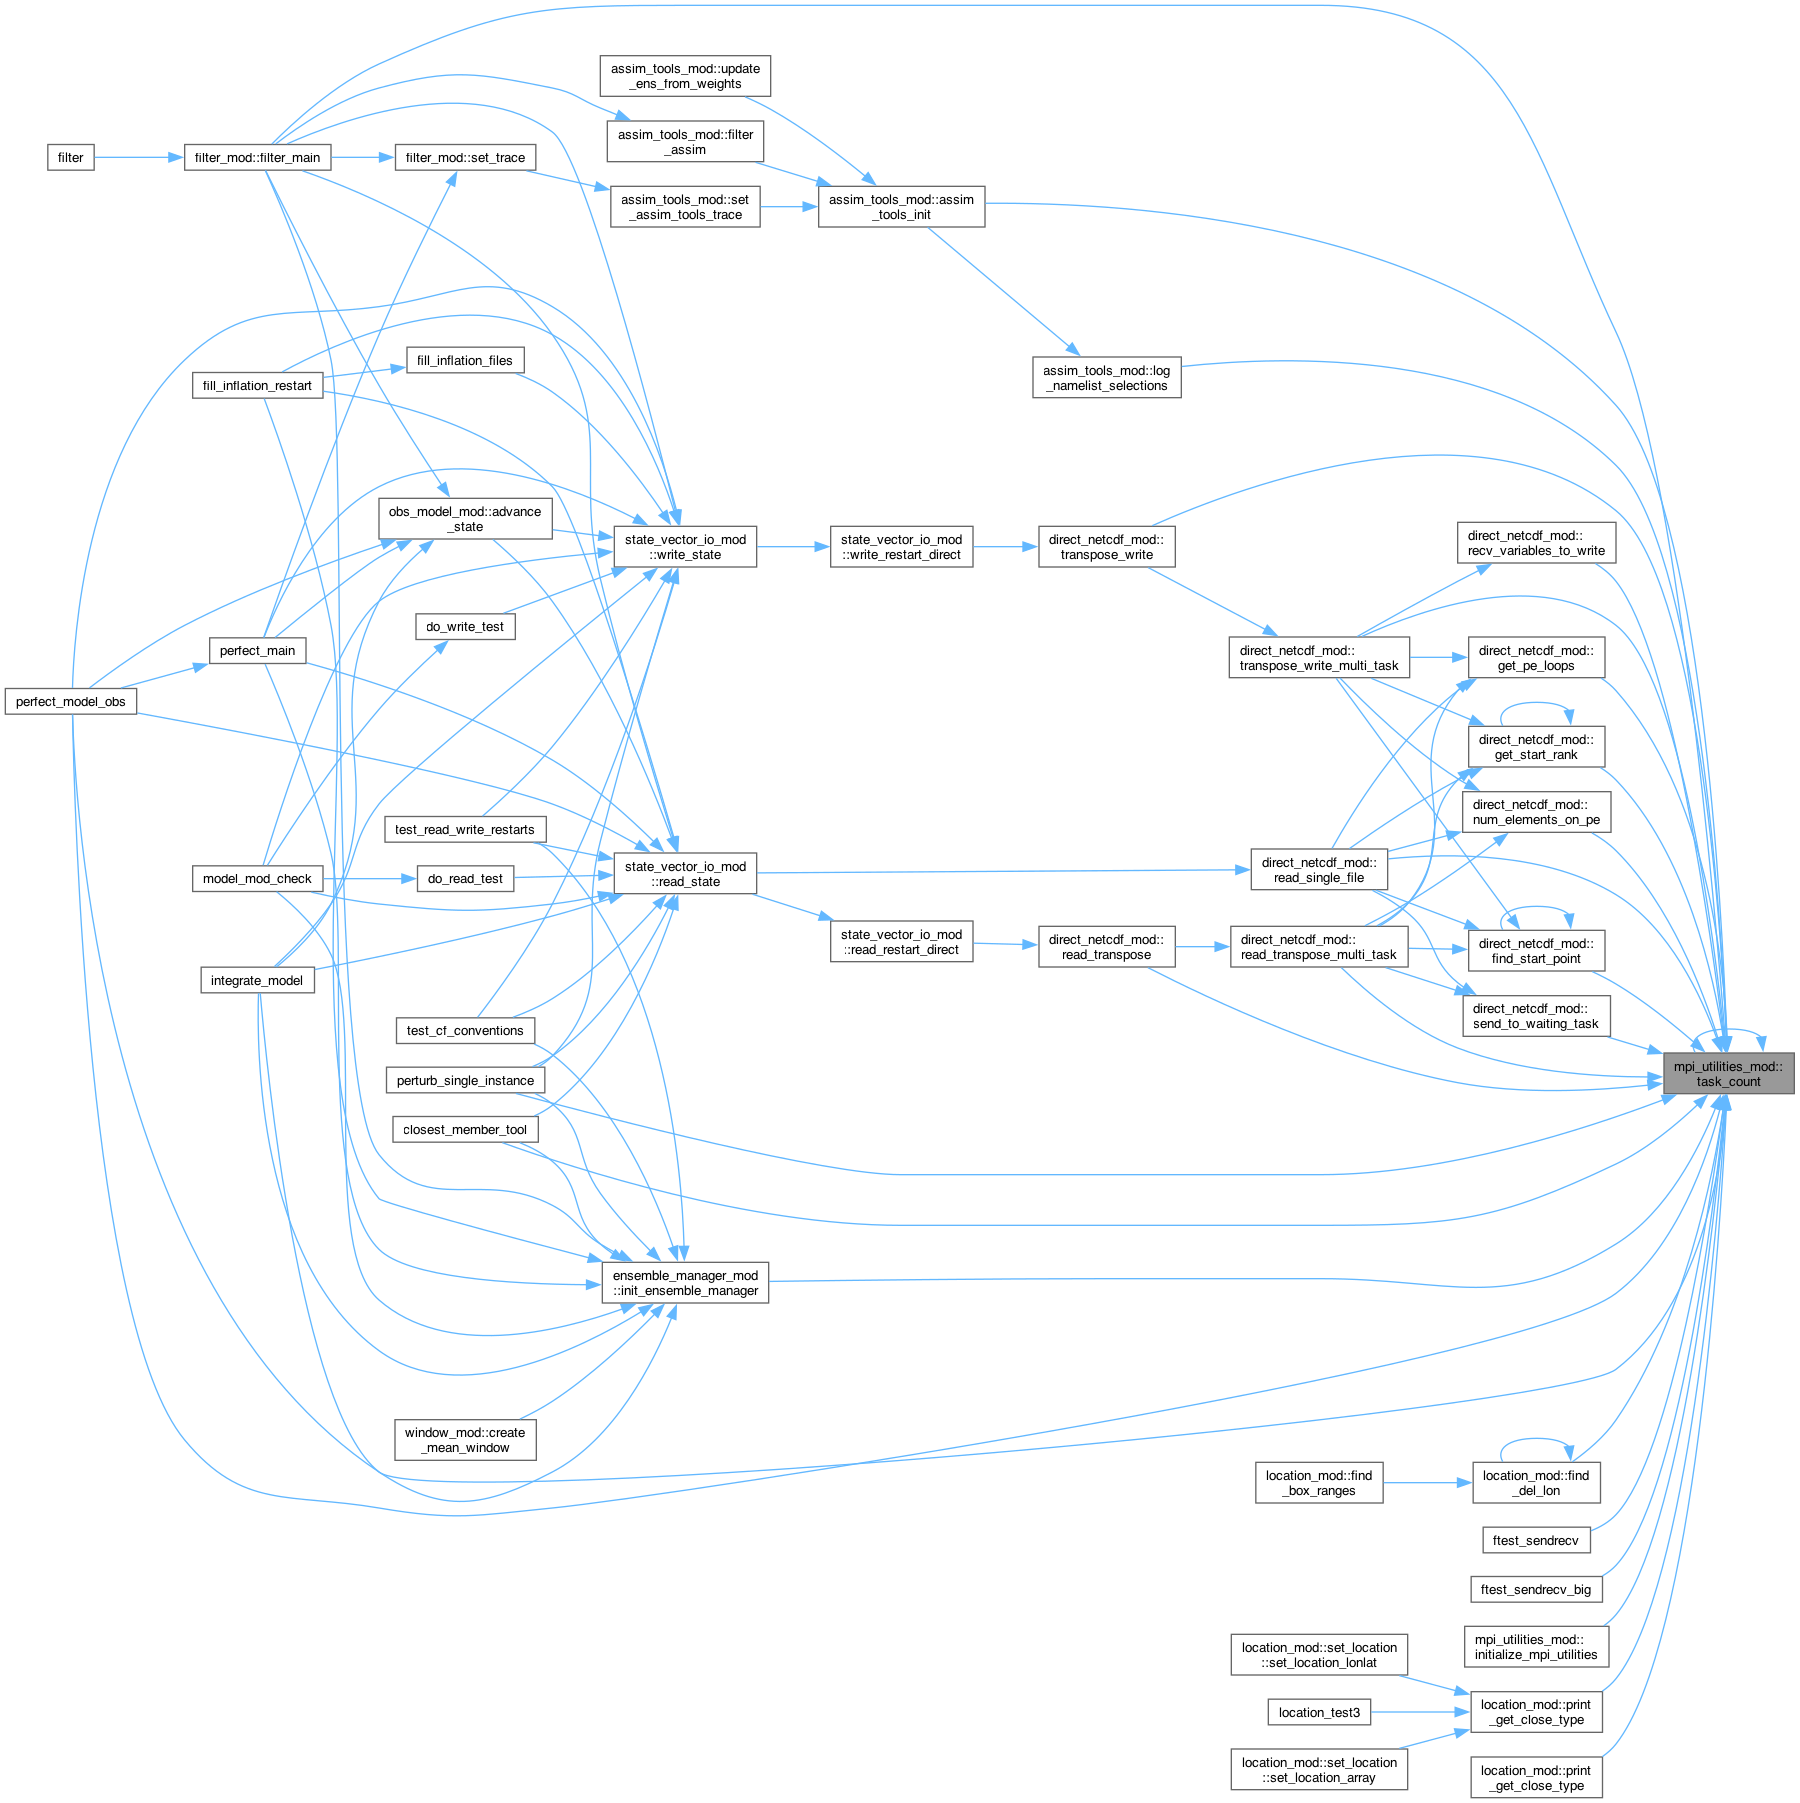 assim_tools_mod::update
_ens_from_weights
assim_tools_mod::filter
_assim
filter
filter_mod::filter_main
filter_mod::set_trace
assim_tools_mod::set
_assim_tools_trace
assim_tools_mod::assim
_tools_init
fill_inflation_files
fill_inflation_restart
assim_tools_mod::log
_namelist_selections
obs_model_mod::advance
_state
state_vector_io_mod
::write_state
state_vector_io_mod
::write_restart_direct
direct_netcdf_mod::
transpose_write
direct_netcdf_mod::
recv_variables_to_write
do_write_test
perfect_main
direct_netcdf_mod::
transpose_write_multi_task
direct_netcdf_mod::
get_pe_loops
perfect_model_obs
direct_netcdf_mod::
get_start_rank
test_read_write_restarts
direct_netcdf_mod::
num_elements_on_pe
model_mod_check
do_read_test
state_vector_io_mod
::read_state
direct_netcdf_mod::
read_single_file
state_vector_io_mod
::read_restart_direct
direct_netcdf_mod::
read_transpose
direct_netcdf_mod::
read_transpose_multi_task
direct_netcdf_mod::
find_start_point
integrate_model
test_cf_conventions
direct_netcdf_mod::
send_to_waiting_task
perturb_single_instance
mpi_utilities_mod::
task_count
closest_member_tool
ensemble_manager_mod
::init_ensemble_manager
window_mod::create
_mean_window
location_mod::find
_box_ranges
location_mod::find
_del_lon
ftest_sendrecv
ftest_sendrecv_big
mpi_utilities_mod::
initialize_mpi_utilities
location_mod::set_location
::set_location_lonlat
location_test3
location_mod::print
_get_close_type
location_mod::set_location
::set_location_array
location_mod::print
_get_close_type